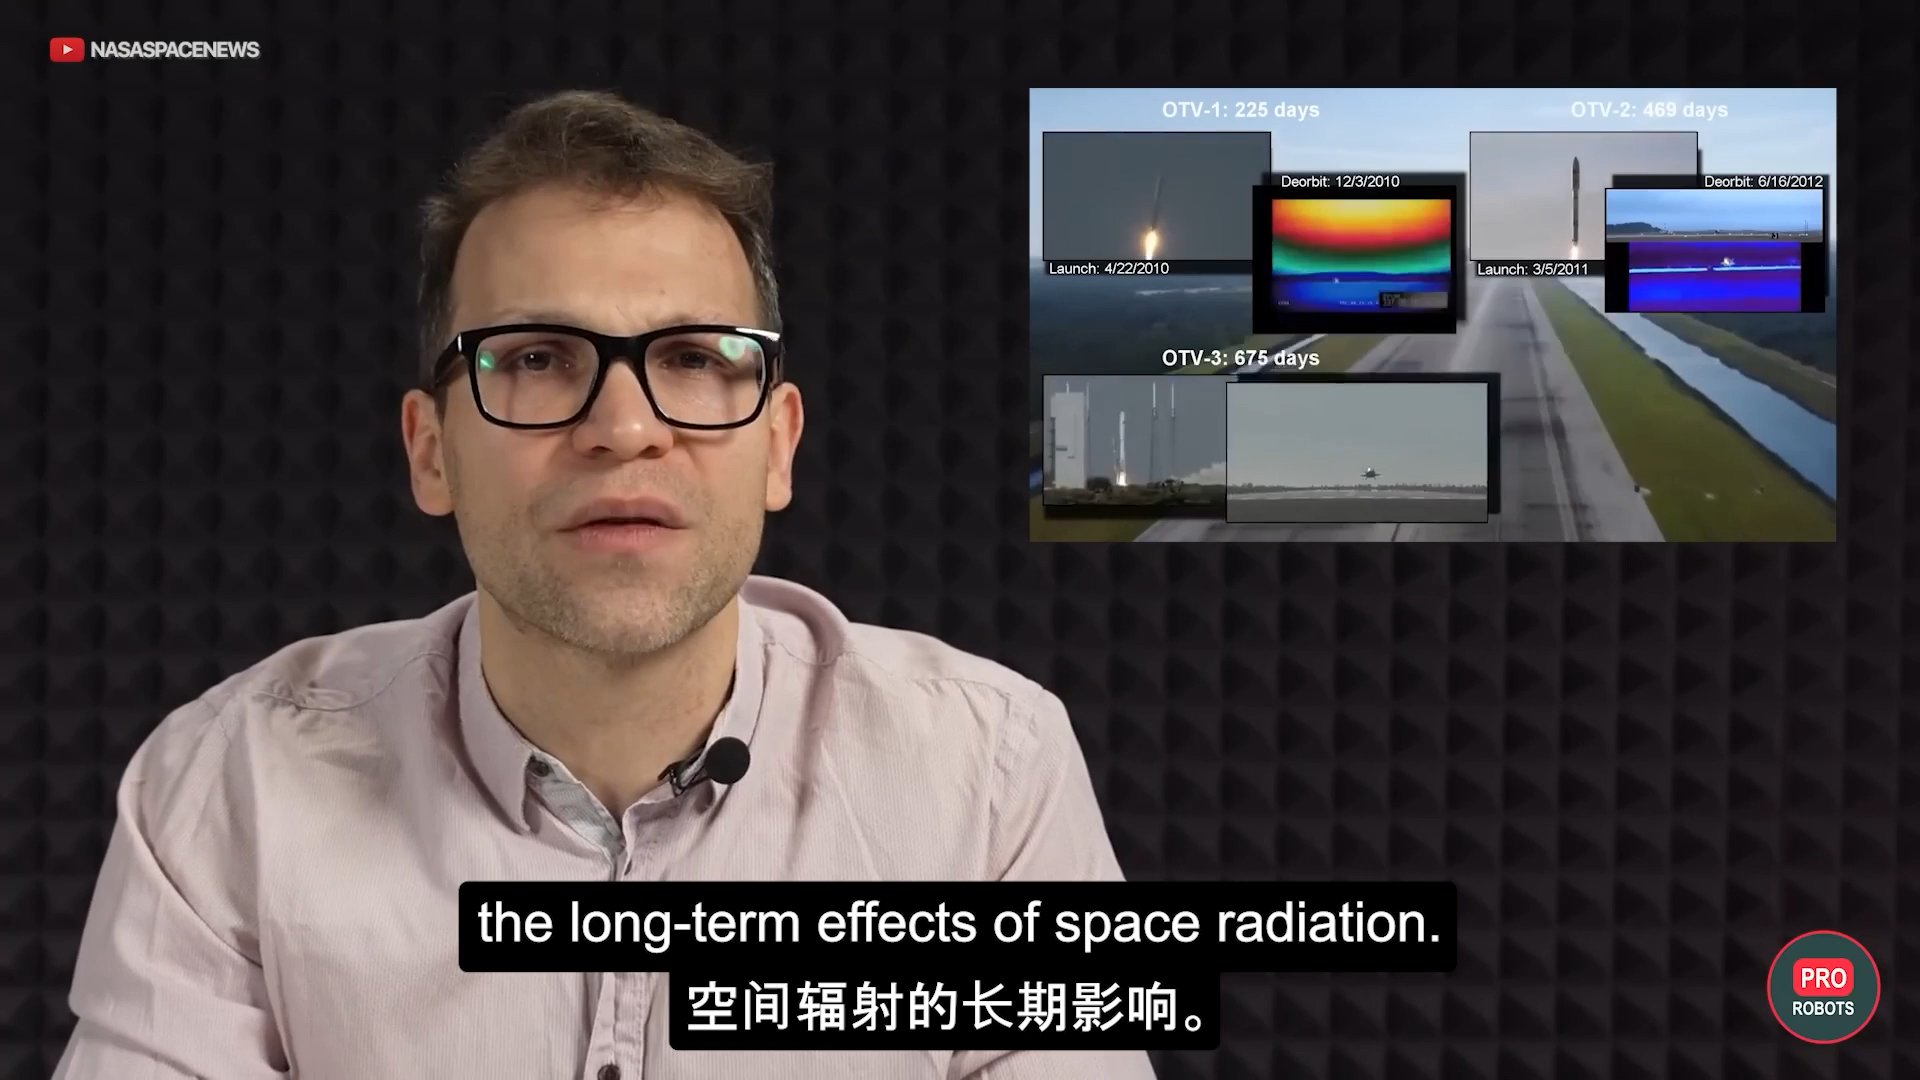 NASASPACENEWS
OTV-1: 225 days
OTV-2: 469 days
Deorbit: 12/3/2010
Deorbit: 6/16/2012
Launch: 4/22/2010
Launch: 3/5/2011
OTV-3: 675 days
the long-term effects of space radiation.
空间辐射的长期影响。
PRO
ROBOTS